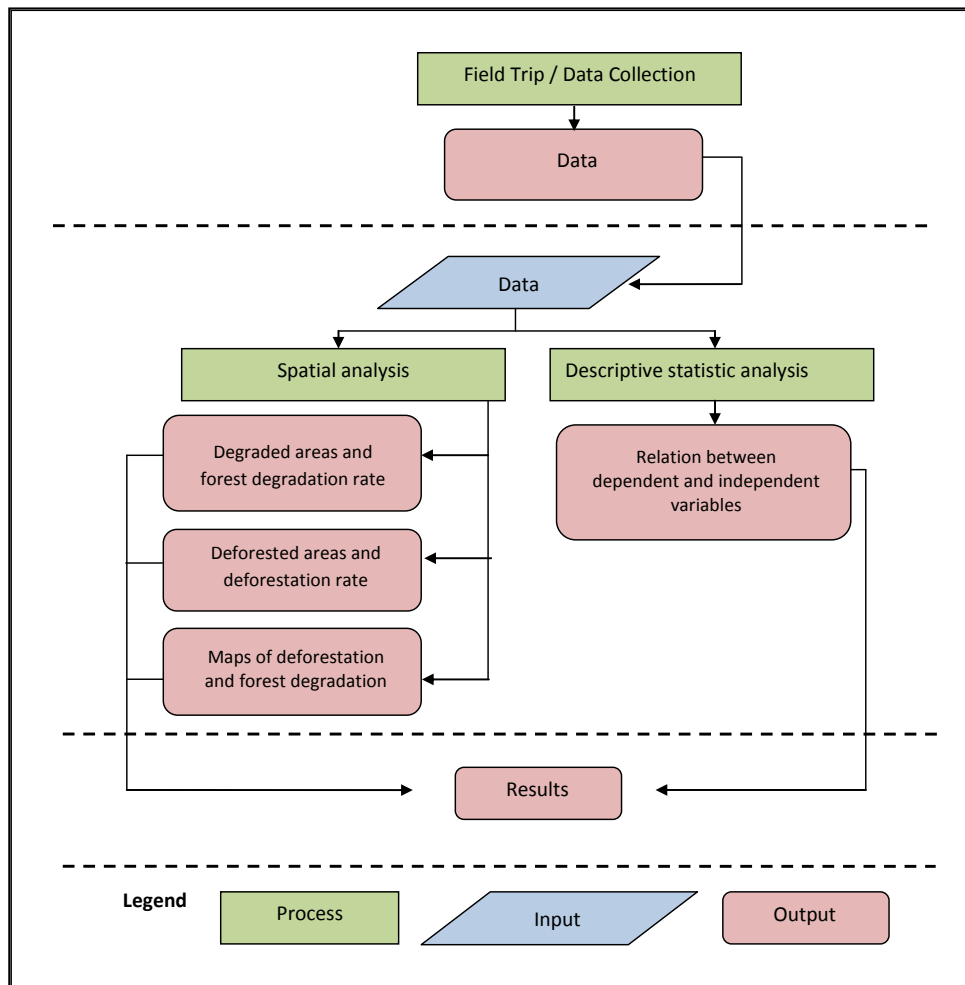 Field Trip / Data Collection
Data
Data
Spatial analysis
Descriptive statistic analysis
Degraded areas and
forest degradation rate
Relation between
dependent and independent
variables
Deforested areas and
deforestation rate
Maps of deforestation
and forest degradation
Results
Legend
Process
Input
Output